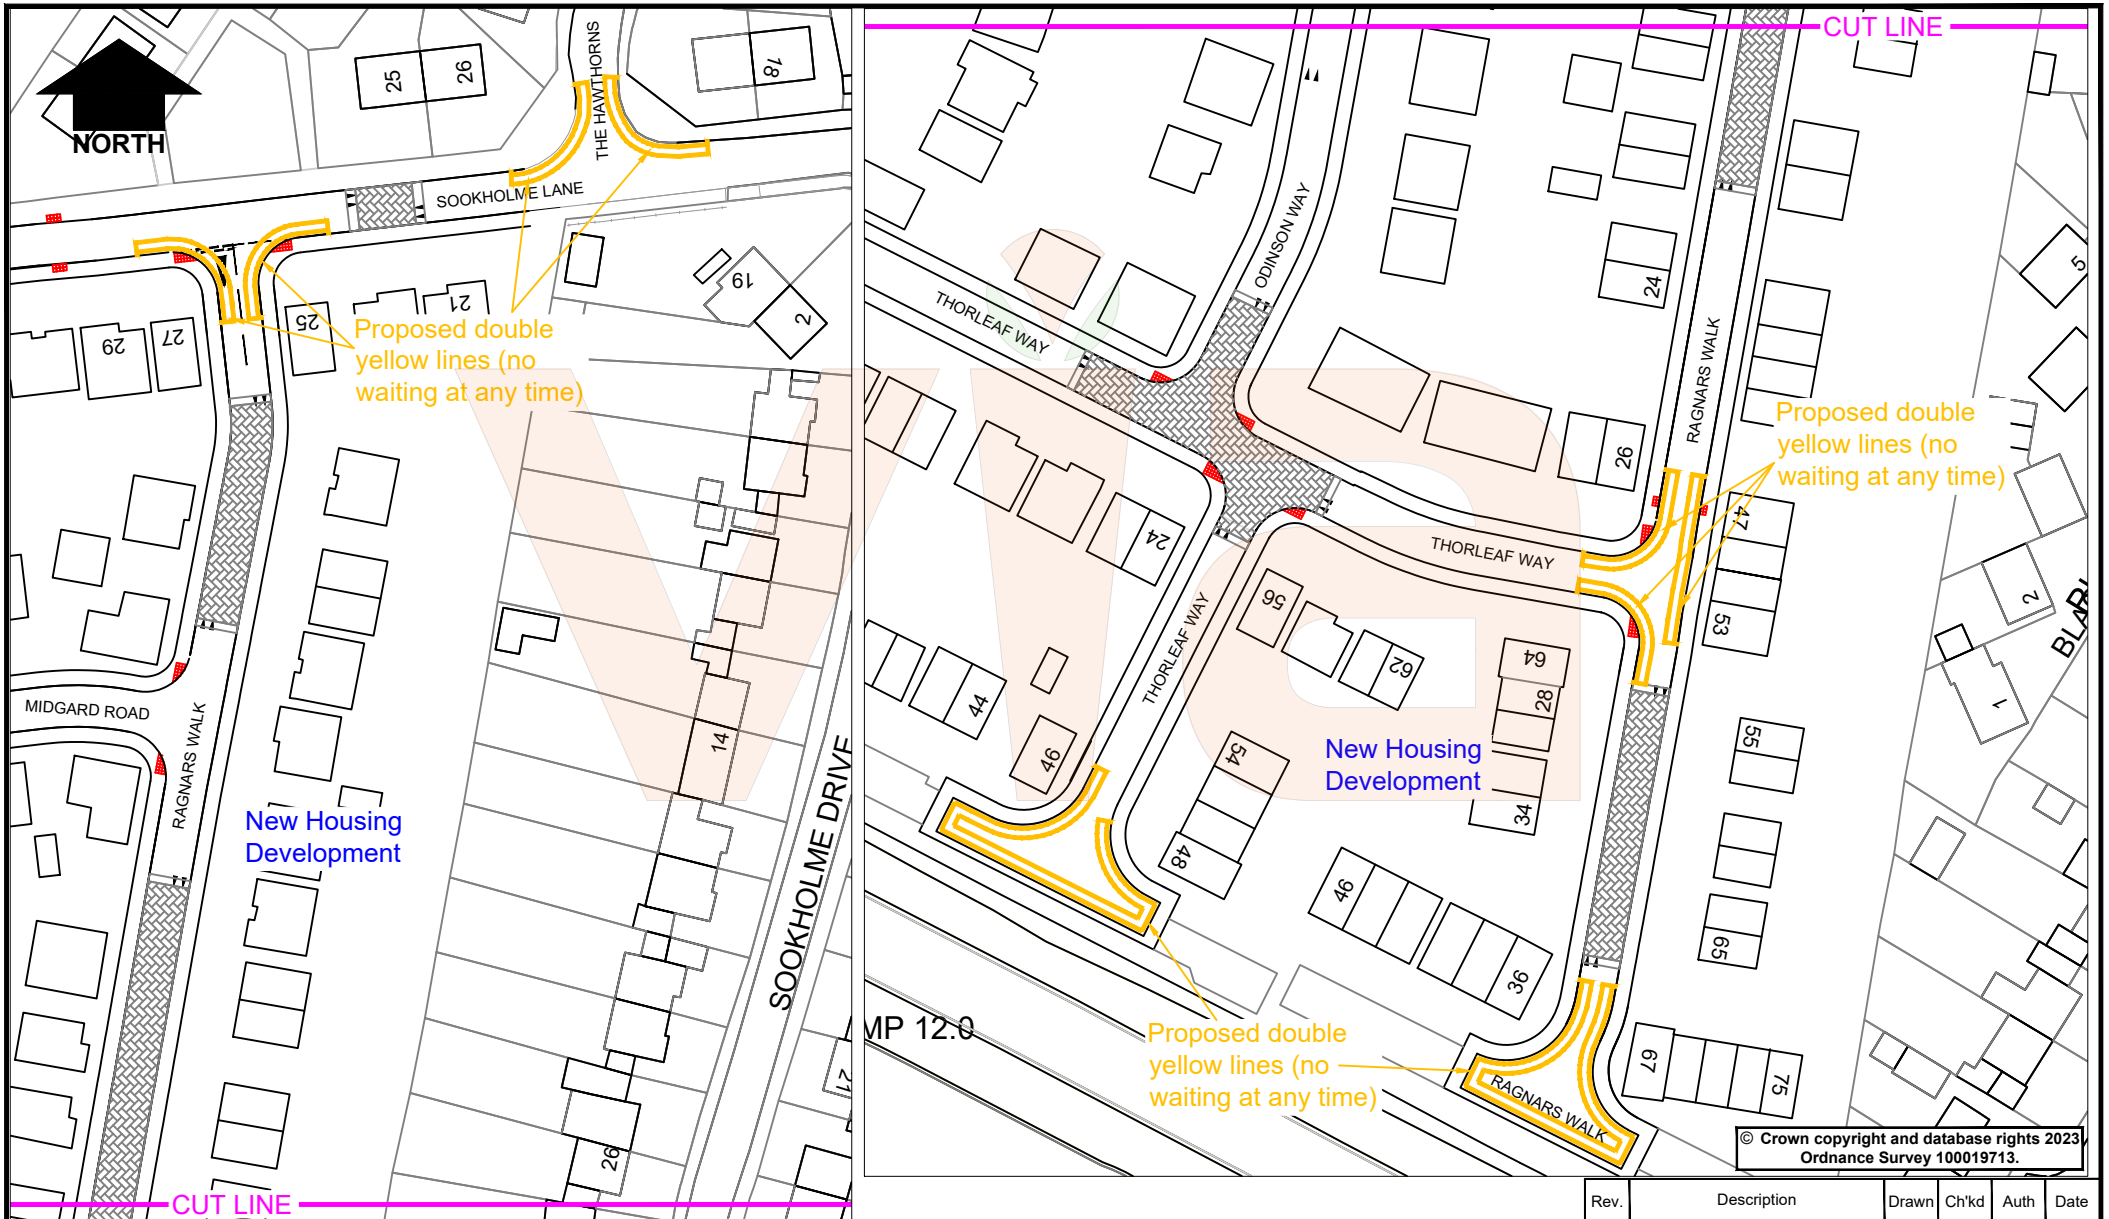 NORTH
25
26
18
THE HAWTHORNS
SOOKHOLME LANE
29
27
25
21
19
2
Proposed double
yellow lines (no
waiting at any time)
MIDGARD ROAD
RAGNARS WALK
New Housing
Development
14
SOOKHOLME DRIVE
26
21
CUT LINE
CUT LINE
ODINSON WAY
THORLEAF WAY
24
RAGNARS WALK
26
Proposed double
yellow lines (no
waiting at any time)
5
47
53
2
1
24
THORLEAF WAY
THORLEAF WAY
56
62
64
28
34
44
46
54
48
New Housing
Development
55
65
46
36
MP 12.0
Proposed double
yellow lines (no
waiting at any time)
67
75
RAGNARS WALK
via
© Crown copyright and database rights 2023
Ordnance Survey 100019713.
Rev. Description Drawn Ch'kd Auth Date